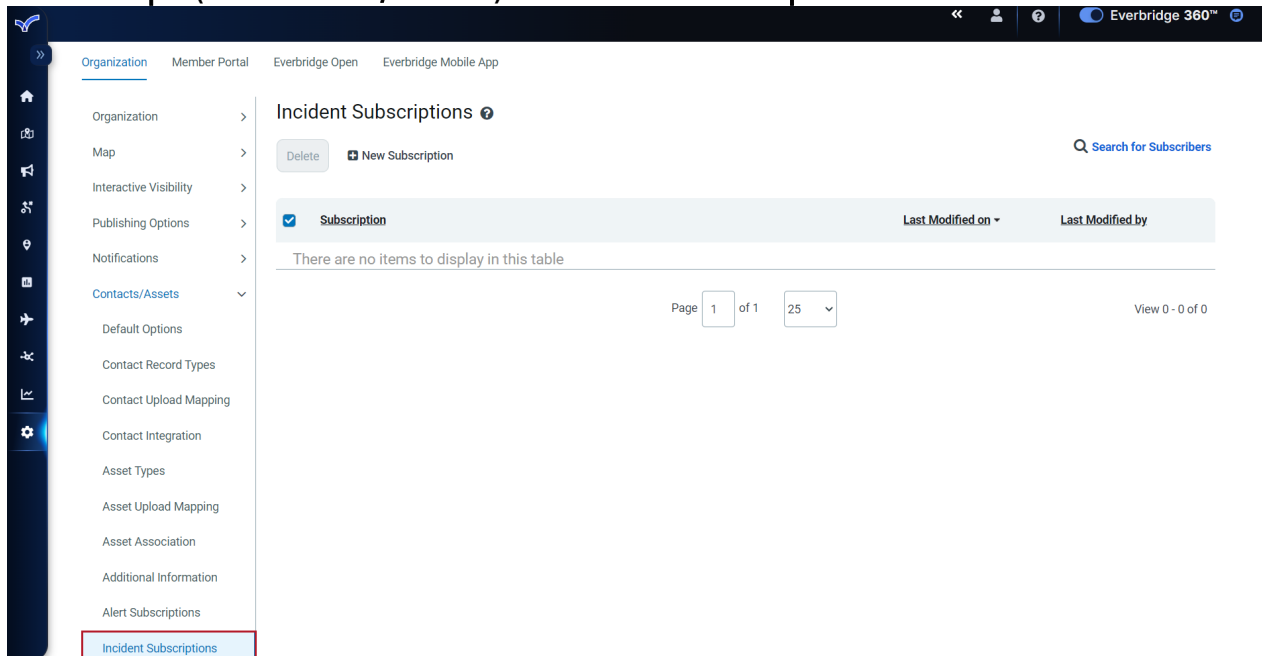 Everbridge 360™
Organization Member Portal Everbridge Open Everbridge Mobile App
Organization
Map
Interactive Visibility
Publishing Options
Notifications
Contacts/Assets
Default Options
Contact Record Types
Contact Upload Mapping
Contact Integration
Asset Types
Asset Upload Mapping
Asset Association
Additional Information
Alert Subscriptions
Incident Subscriptions
Incident Subscriptions
Delete New Subscription
Search for Subscribers
Subscription Last Modified on Last Modified by
There are no items to display in this table
Page 1 of 1 25 View 0 - 0 of 0